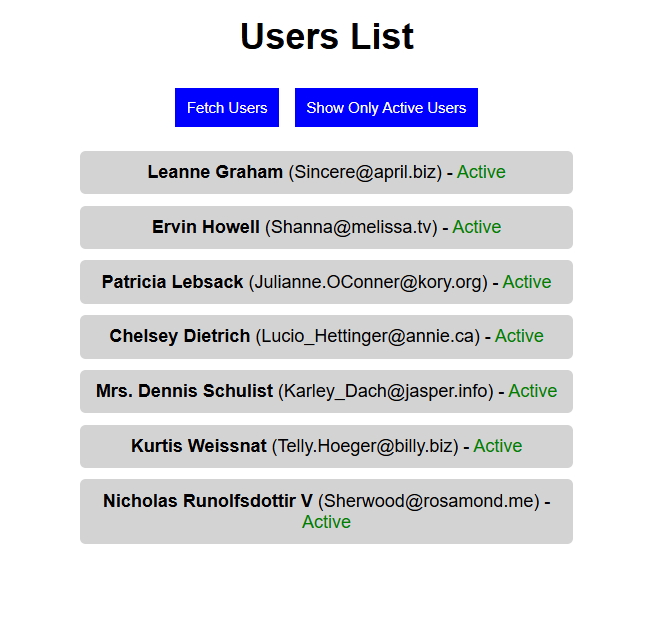 Users List
Fetch Users
Show Only Active Users
Leanne Graham (Sincere@april.biz) - Active
Ervin Howell (Shanna@melissa.tv) - Active
Patricia Lebsack (Julianne.OConner@kory.org) - Active
Chelsey Dietrich (Lucio_Hettinger@annie.ca) - Active
Mrs. Dennis Schulist (Karley_Dach@jasper.info) - Active
Kurtis Weissnat (Telly.Hoeger@billy.biz) - Active
Nicholas Runolfsdottir V (Sherwood@rosamond.me) -
Active